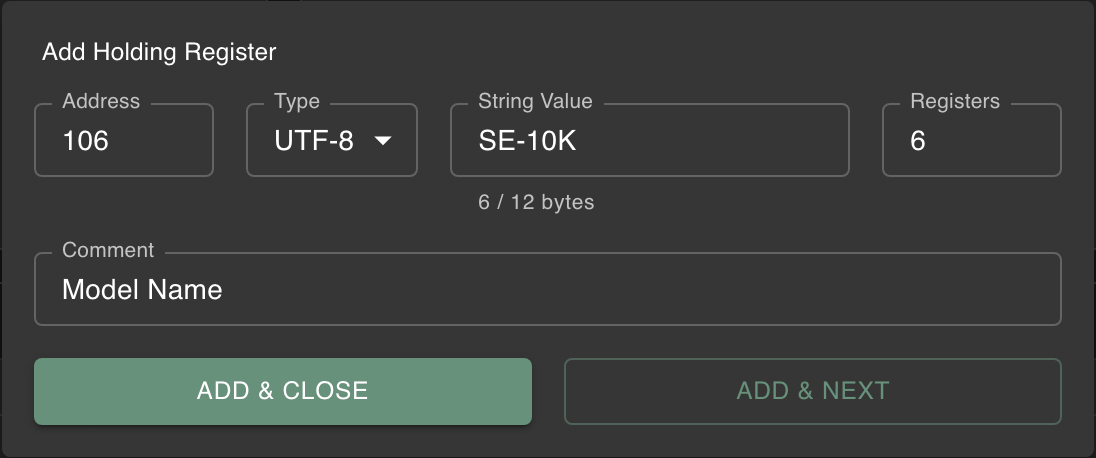 Add Holding Register
Address
106
Type
UTF-8
String Value
SE-10K
6 / 12 bytes
Registers
6
Comment
Model Name
ADD & CLOSE
ADD & NEXT